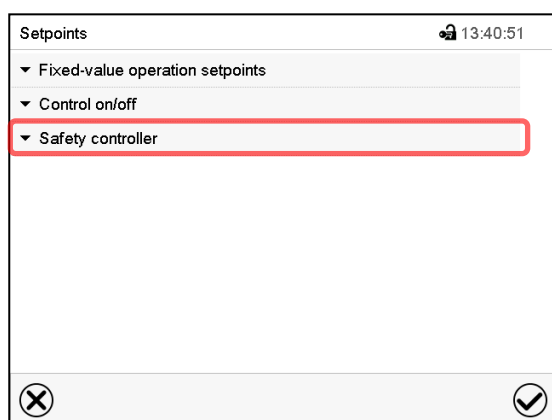 Setpoints 13:40:51
Fixed-value operation setpoints
Control on/off
Safety controller